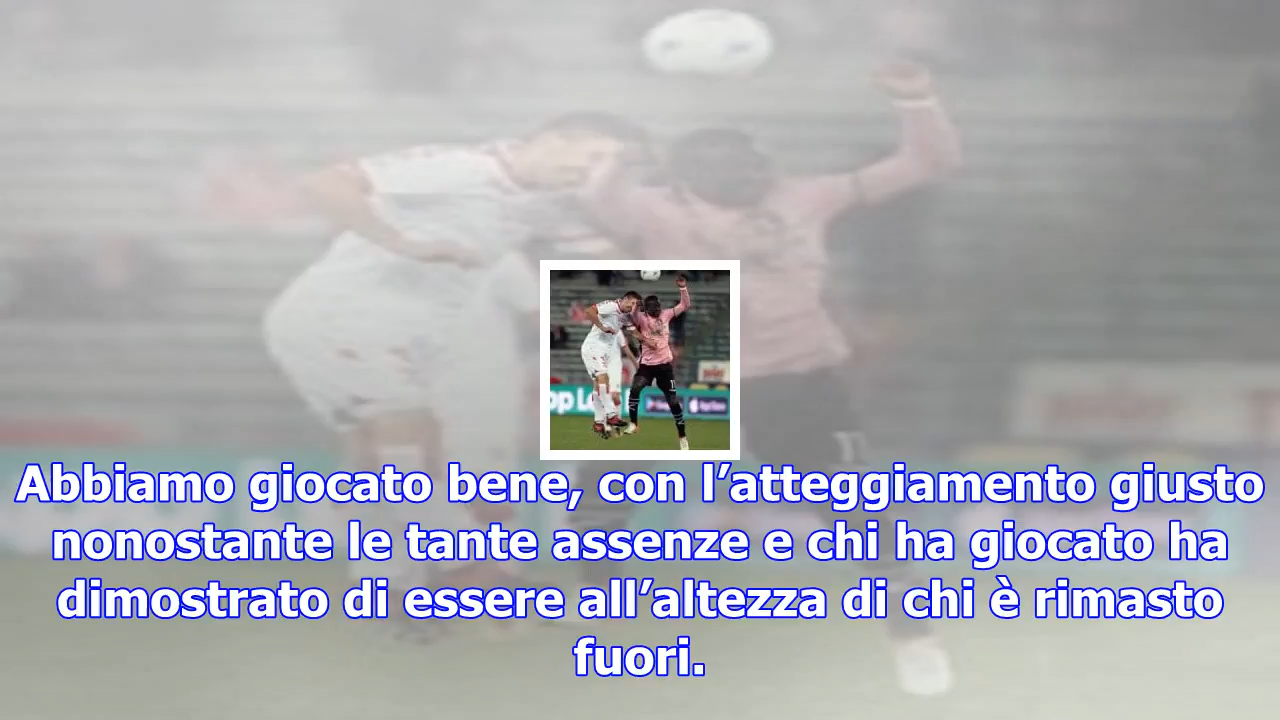 op L
Abbiamo giocato bene, con l’atteggiamento giusto
nonostante le tante assenze e chi ha giocato ha
dimostrato di essere all’altezza di chi è rimasto
fuori.